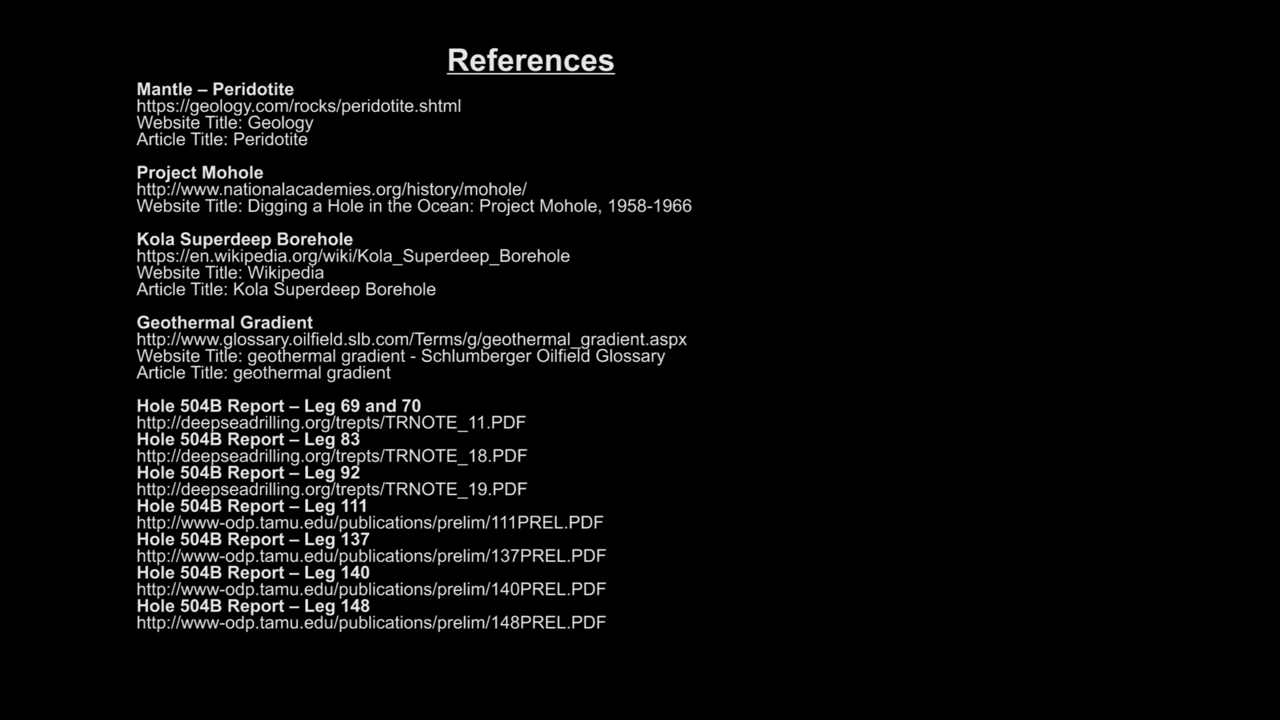 References
Mantle – Peridotite
https://geology.com/rocks/peridotite.shtml
Website Title: Geology
Article Title: Peridotite
Project Mohole
http://www.nationalacademies.org/history/mohole/
Website Title: Digging a Hole in the Ocean: Project Mohole, 1958-1966
Kola Superdeep Borehole
https://en.wikipedia.org/wiki/Kola_Superdeep_Borehole
Website Title: Wikipedia
Article Title: Kola Superdeep Borehole
Geothermal Gradient
http://www.glossary.oilfield.slb.com/Terms/g/geothermal_gradient.aspx
Website Title: geothermal gradient - Schlumberger Oilfield Glossary
Article Title: geothermal gradient
Hole 504B Report – Leg 69 and 70
http://deepseadrilling.org/trepts/TRNOTE_11.PDF
Hole 504B Report – Leg 83
http://deepseadrilling.org/trepts/TRNOTE_18.PDF
Hole 504B Report – Leg 92
http://deepseadrilling.org/trepts/TRNOTE_19.PDF
Hole 504B Report – Leg 111
http://www-odp.tamu.edu/publications/prelim/111PREL.PDF
Hole 504B Report – Leg 137
http://www-odp.tamu.edu/publications/prelim/137PREL.PDF
Hole 504B Report – Leg 140
http://www-odp.tamu.edu/publications/prelim/140PREL.PDF
Hole 504B Report – Leg 148
http://www-odp.tamu.edu/publications/prelim/148PREL.PDF